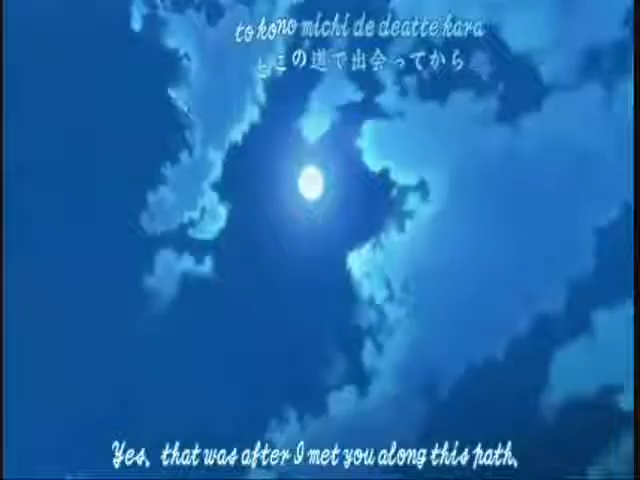 to kono michi de deatte kara
とこの道で出会ってから
Yes, that was after I met you along this path,